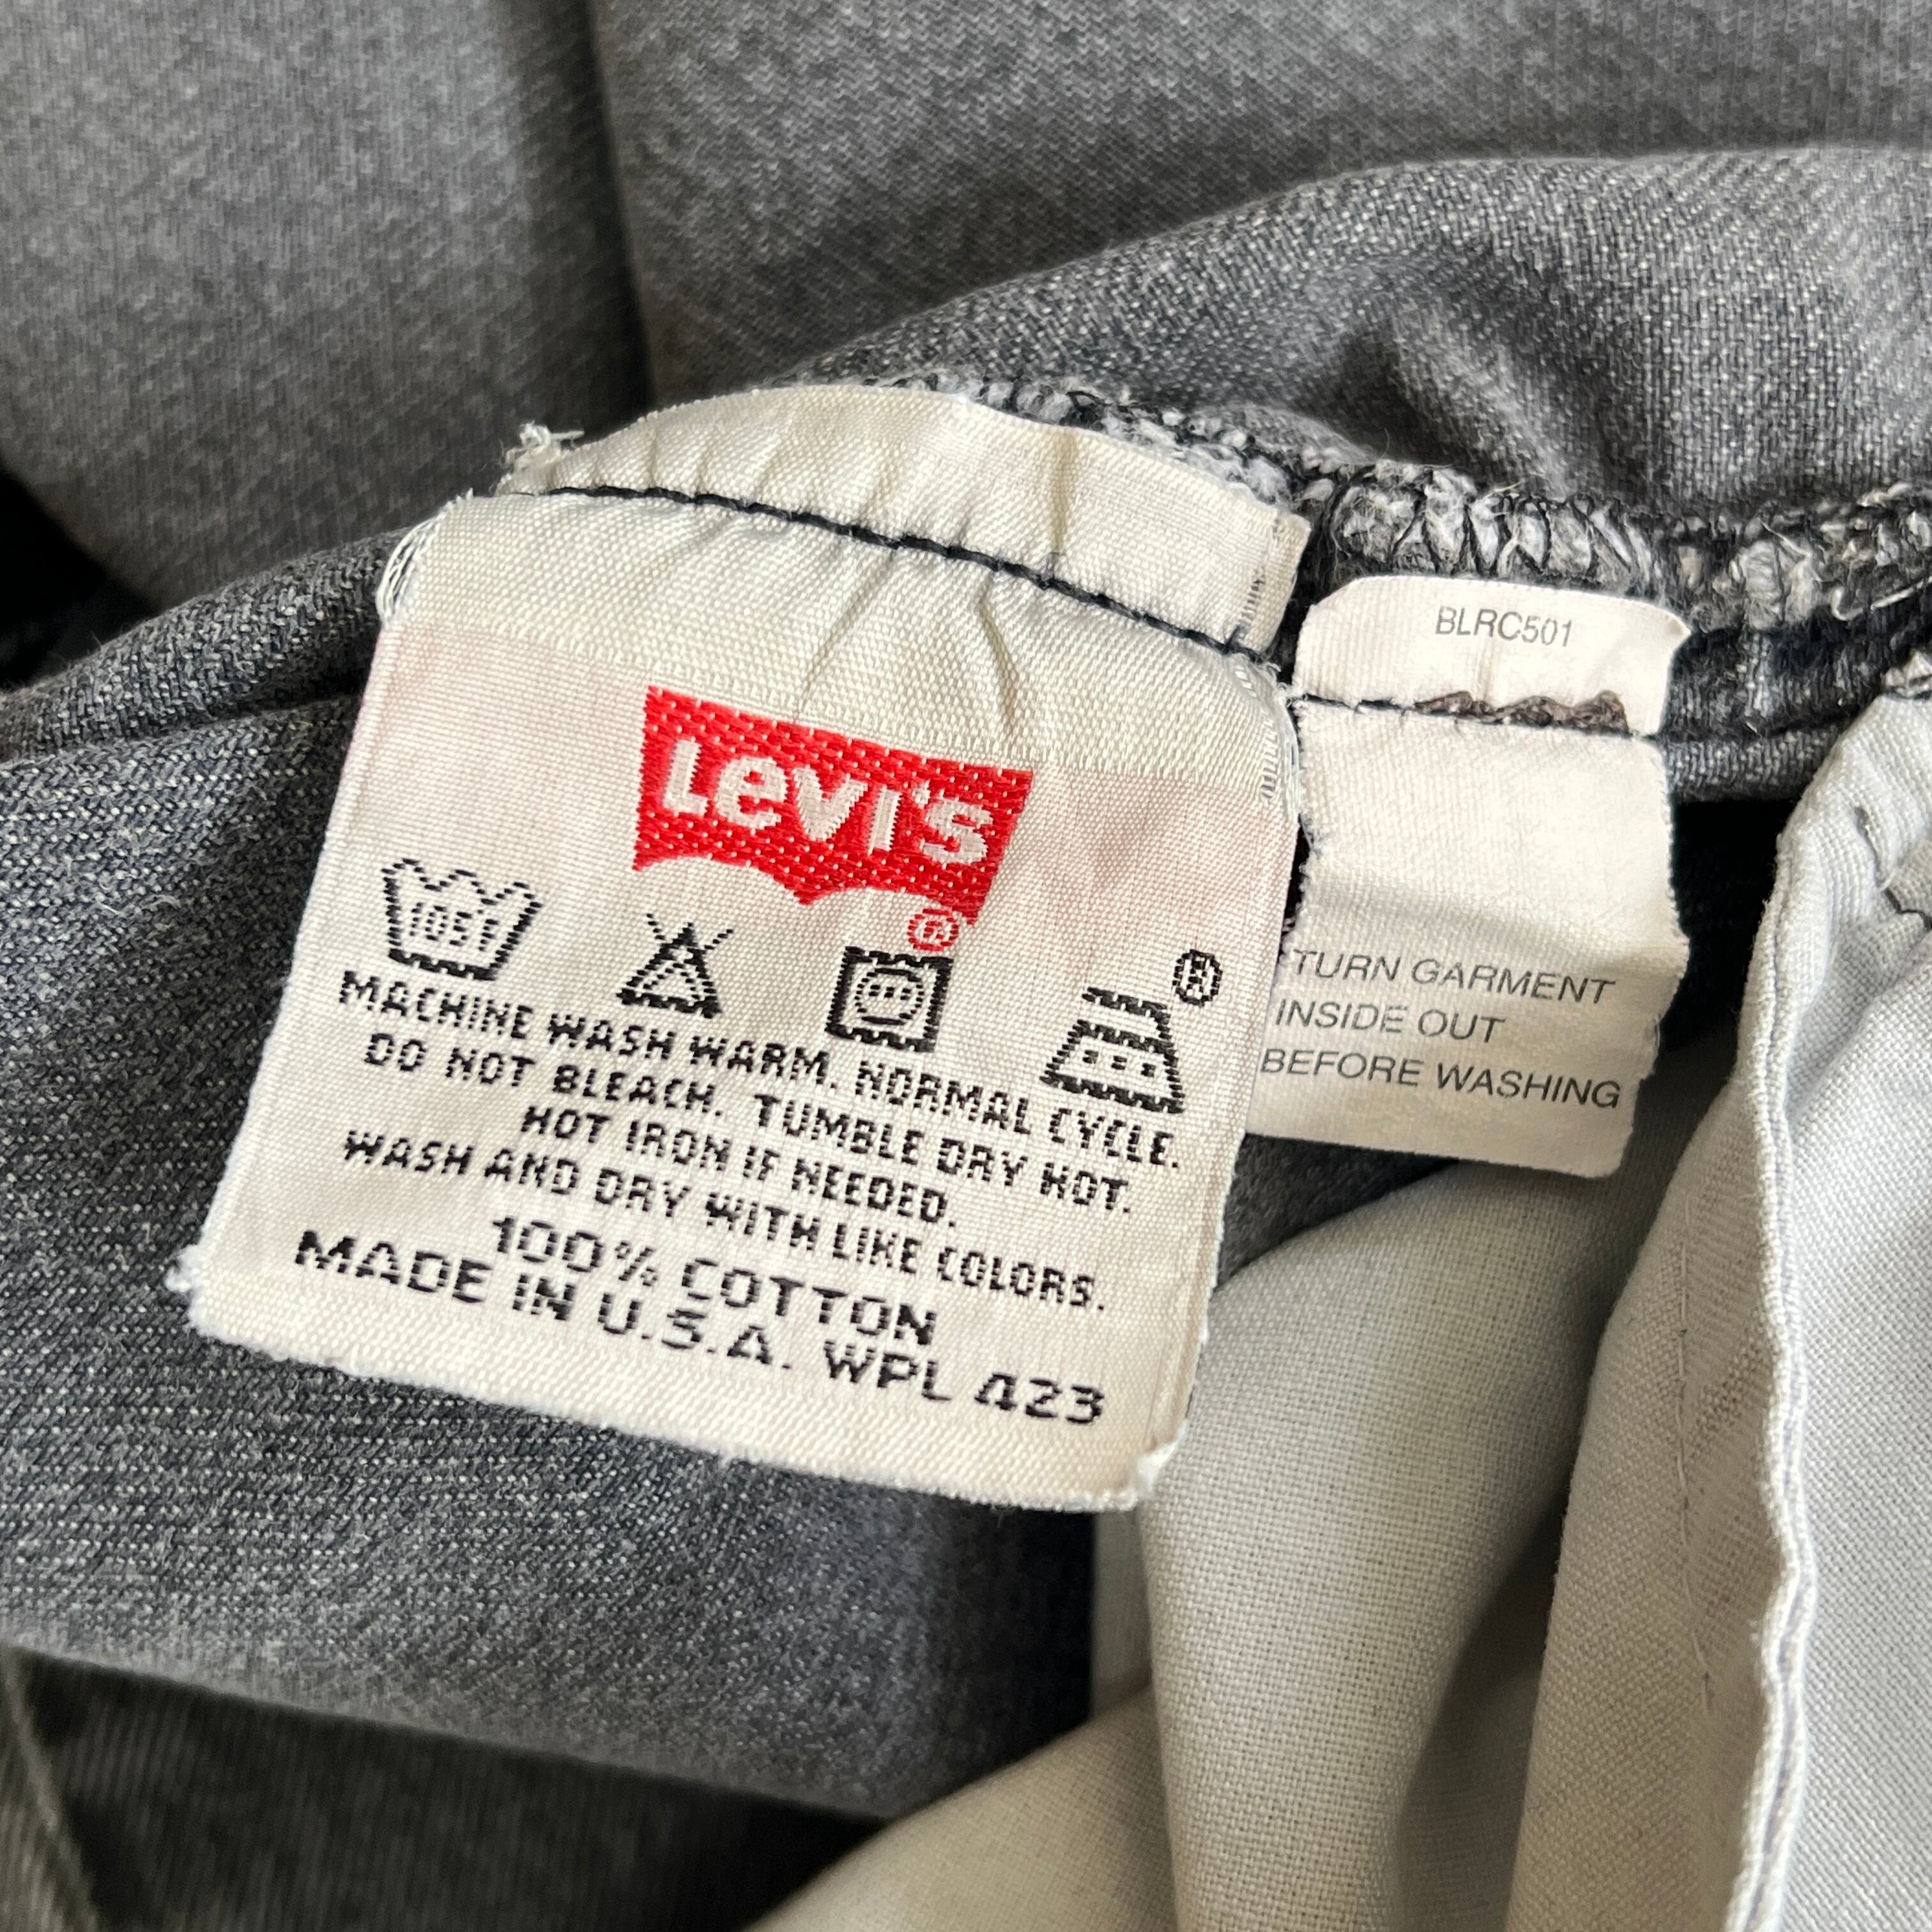 BLRC501
LEVI'S
®
105F
®
MACHINE WASH WARM. NORMAL CYCLE.
DO NOT BLEACH. TUMBLE DRY HOT.
HOT IRON IF NEEDED.
WASH AND DRY WITH LIKE COLORS.
100% COTTON
MADE IN U.S.A. WPL 423
TURN GARMENT
INSIDE OUT
BEFORE WASHING